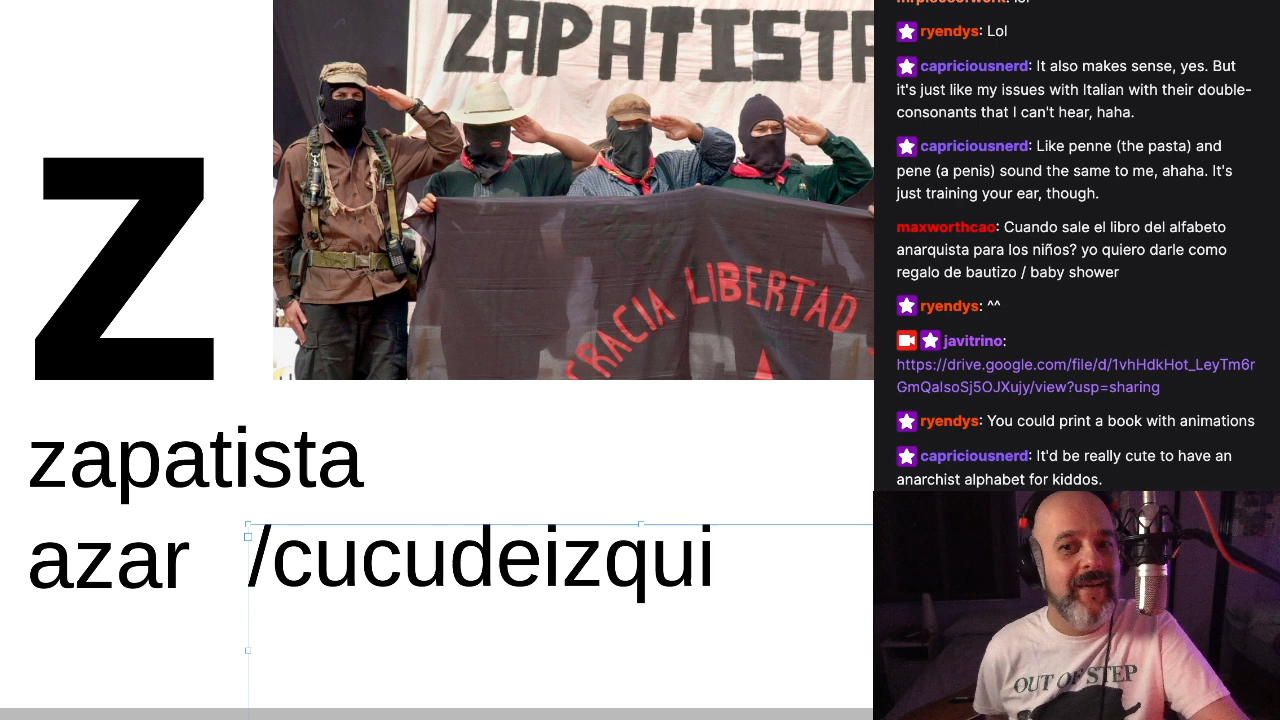 ZAPATISTA
CRACIA LIBERTAD
z
zapatista
azar /cucudeizqui
mrprofessorwork: lol
ryendys: Lol
capriciousnerd: It also makes sense, yes. But
it's just like my issues with Italian with their double-
consonants that I can't hear, haha.
capriciousnerd: Like penne (the pasta) and
pene (a penis) sound the same to me, ahaha. It's
just training your ear, though.
maxworthcao: Cuando sale el libro del alfabeto
anarquista para los niños? yo quiero darle como
regalo de bautizo / baby shower
ryendys: ^^
javitrino:
https://drive.google.com/file/d/1vhHdkHot_LeyTm6r
GmQaIsoSj5OJXujy/view?usp=sharing
ryendys: You could print a book with animations
capriciousnerd: It'd be really cute to have an
anarchist alphabet for kiddos.
OUT OF STEP